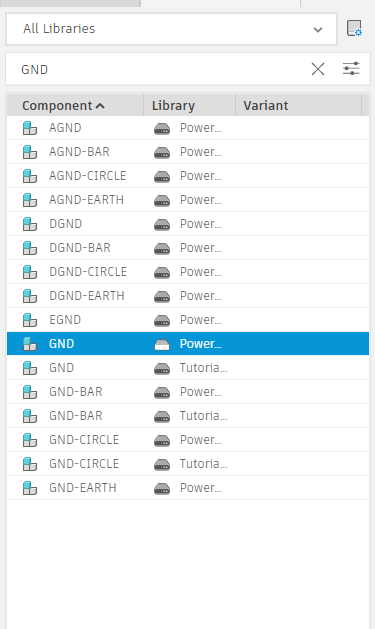 All Libraries
GND
Component Library Variant
AGND Power...
AGND-BAR Power...
AGND-CIRCLE Power...
AGND-EARTH Power...
DGND Power...
DGND-BAR Power...
DGND-CIRCLE Power...
DGND-EARTH Power...
EGND Power...
GND Power...
GND Tutoria...
GND-BAR Power...
GND-BAR Tutoria...
GND-CIRCLE Power...
GND-CIRCLE Tutoria...
GND-EARTH Power...